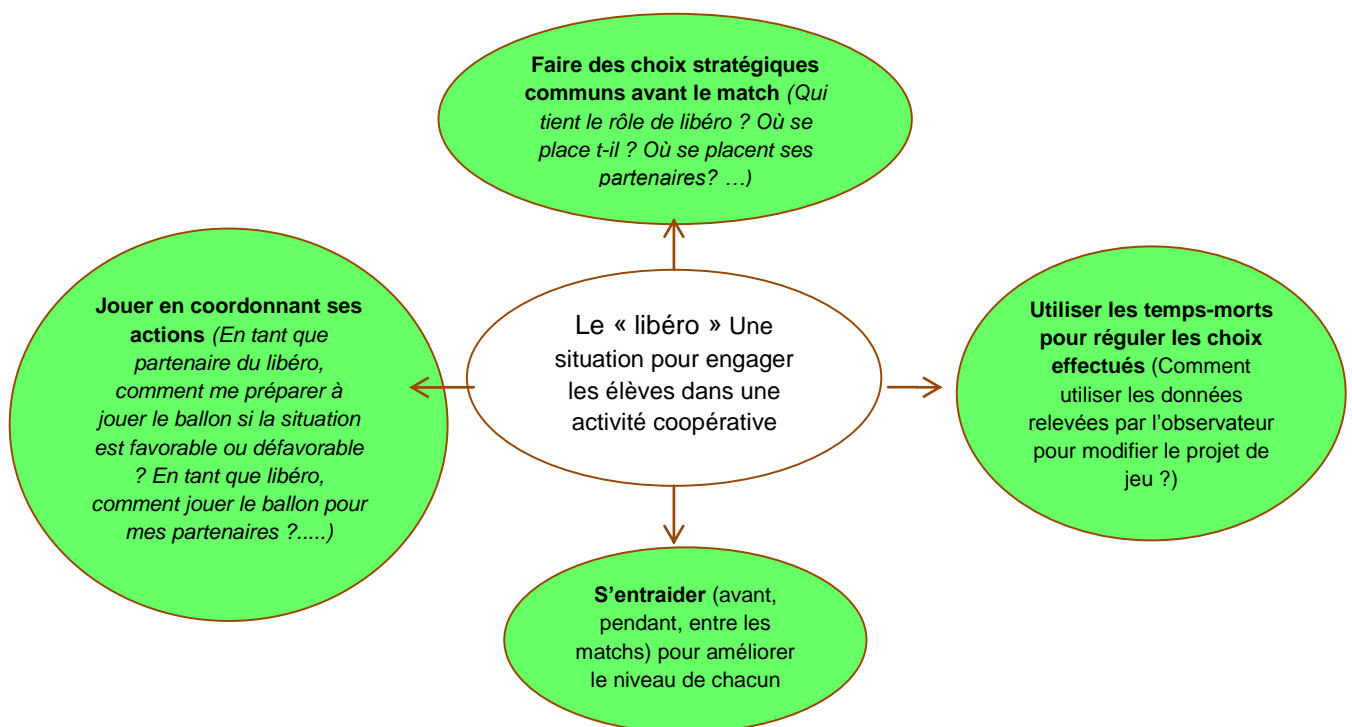 Faire des choix stratégiques
communs avant le match (Qui
tient le rôle de libéro ? Où se
place t-il ? Où se placent ses
partenaires? …)
Jouer en coordonnant ses
actions (En tant que
partenaire du libéro,
comment me préparer à
jouer le ballon si la situation
est favorable ou défavorable
? En tant que libéro,
comment jouer le ballon pour
mes partenaires ?.....)
Le « libéro » Une
situation pour engager
les élèves dans une
activité coopérative
Utiliser les temps-morts
pour réguler les choix
effectués (Comment
utiliser les données
relevées par l’observateur
pour modifier le projet de
jeu ?)
S’entraider (avant,
pendant, entre les
matchs) pour améliorer
le niveau de chacun